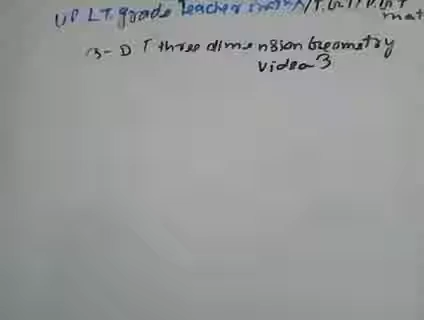 UP LT. grade Teacher
3-D / three dimension Geometry
Video 3